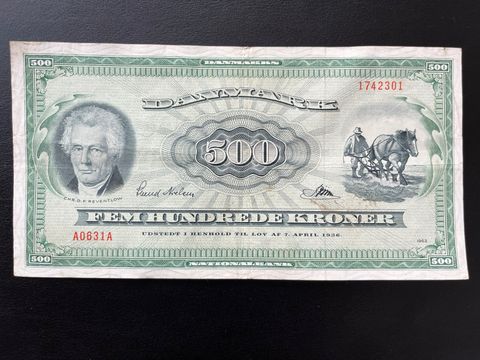 500 DANMARK 500
1742301
DANMARK
500
CHR.D.F.REVENTLOW
FEM HUNDREDE KRONER
A0631A
UDSTEDT I HENHOLD TIL LOV AF 7. APRIL 1936.
500 NATIONALBANK 500